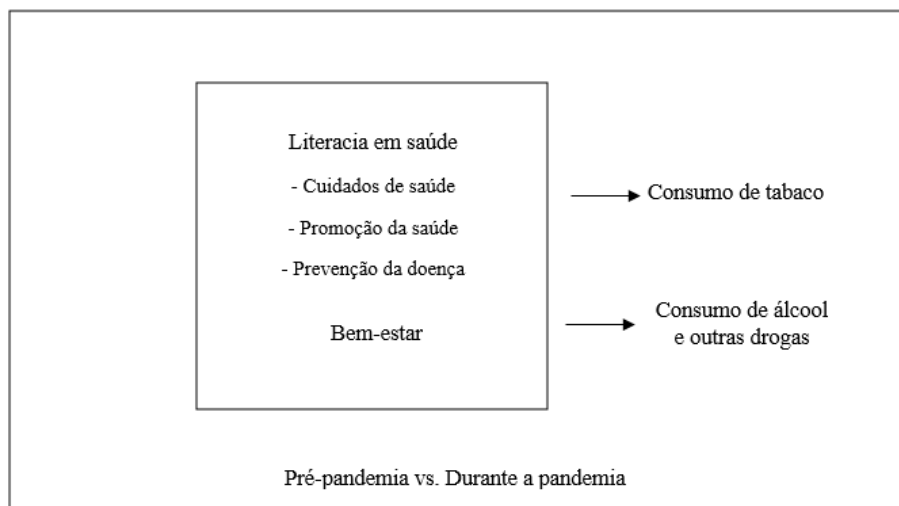 Literacia em saúde
- Cuidados de saúde
- Promoção da saúde
- Prevenção da doença
Bem-estar
Consumo de tabaco
Consumo de álcool
e outras drogas
Pré-pandemia vs. Durante a pandemia